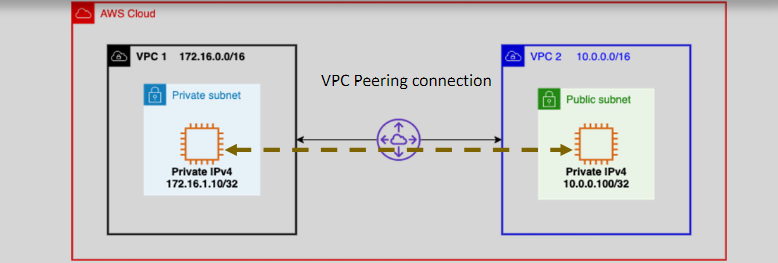 AWS Cloud
VPC 1 172.16.0.0/16
VPC 2 10.0.0.0/16
VPC Peering connection
Private subnet
Public subnet
Private IPv4
172.16.1.10/32
Private IPv4
10.0.0.100/32